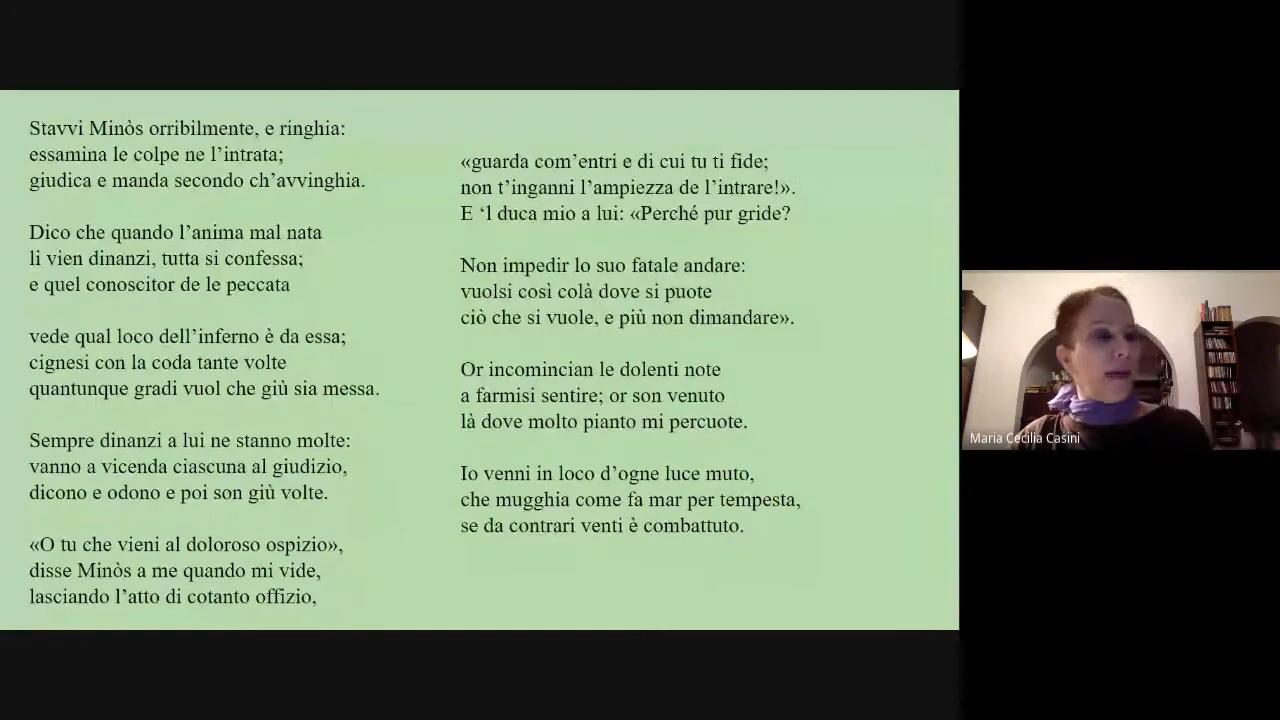 Stavvi Minòs orribilmente, e ringhia:
essamina le colpe ne l’intrata;
giudica e manda secondo ch’avvinghia.
Dico che quando l’anima mal nata
li vien dinanzi, tutta si confessa;
e quel conoscitor de le peccata
vede qual loco dell’inferno è da essa;
cignesi con la coda tante volte
quantunque gradi vuol che giù sia messa.
Sempre dinanzi a lui ne stanno molte:
vanno a vicenda ciascuna al giudizio,
dicono e odono e poi son giù volte.
«O tu che vieni al doloroso ospizio»,
disse Minòs a me quando mi vide,
lasciando l’atto di cotanto offizio,
«guarda com’entri e di cui tu ti fide;
non t’inganni l’ampiezza de l’intrare!».
E ‘l duca mio a lui: «Perché pur gride?
Non impedir lo suo fatale andare:
vuolsi così colà dove si puote
ciò che si vuole, e più non dimandare».
Or incomincian le dolenti note
a farmisi sentire; or son venuto
là dove molto pianto mi percuote.
Io venni in loco d’ogne luce muto,
che mugghia come fa mar per tempesta,
se da contrari venti è combattuto.
Maria Cecilia Casini